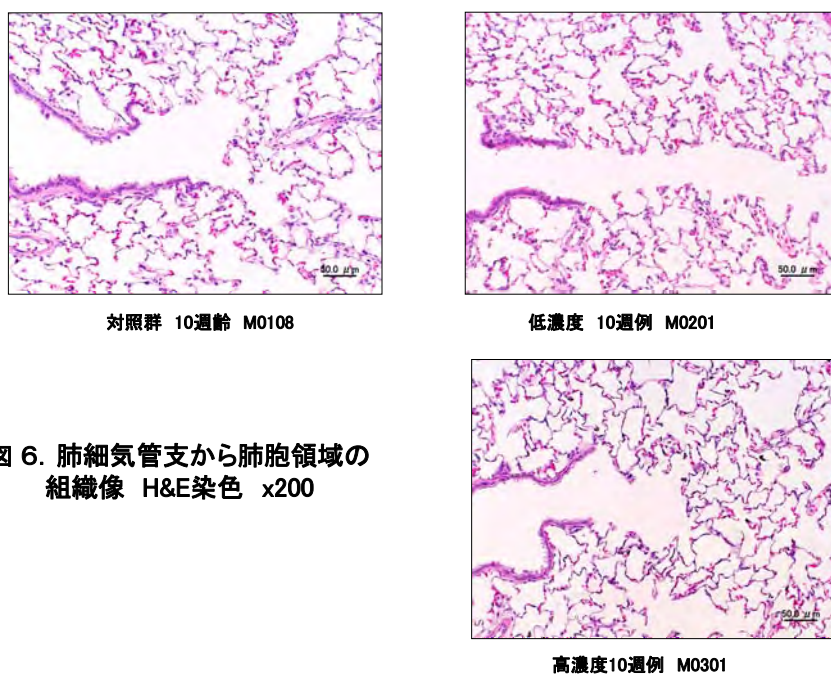 50.0 μm
50.0 μm
対照群 10週齢 M0108
低濃度 10週例 M0201
図 6. 肺細気管支から肺胞領域の
組織像 H&E染色 x200
50.0 μm
高濃度10週例 M0301